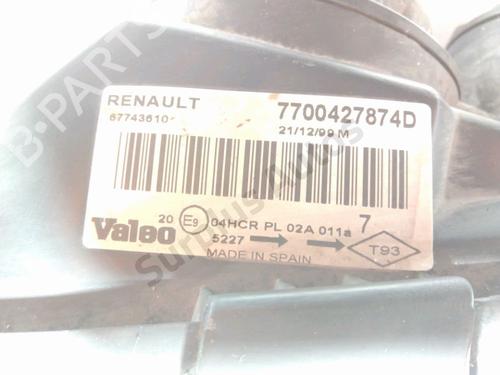 B-PARTS
RENAULT 7700427874D
67743610
21/12/99 M
20 E9 04HCR PL 02A 011a 7
Valeo 5227 → → T93
MADE IN SPAIN